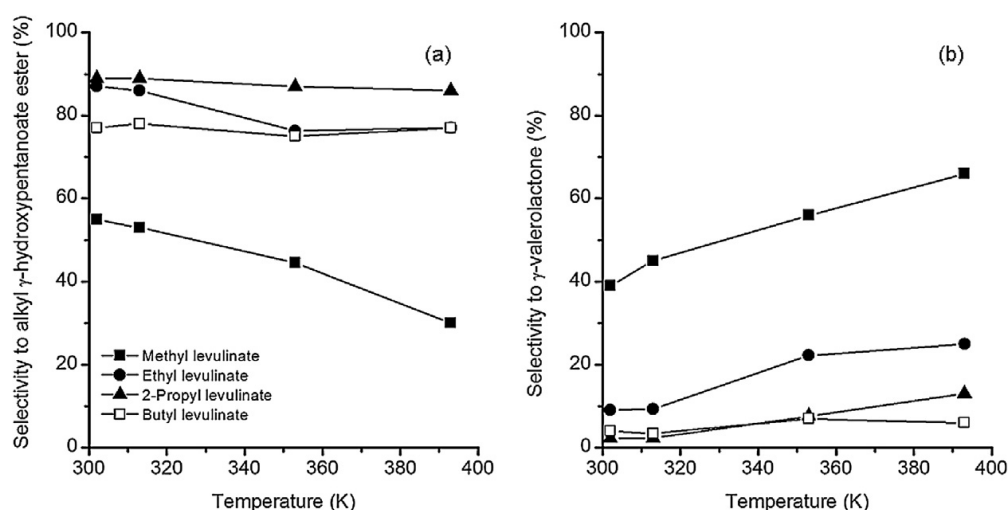 Selectivity to alkyl γ-hydroxypentanoate ester (%)
100
80
60
40
20
0
(a)
Methyl levulinate
Ethyl levulinate
2-Propyl levulinate
Butyl levulinate
300 320 340 360 380 400
Temperature (K)
Selectivity to γ-valerolactone (%)
100
80
60
40
20
0
(b)
300 320 340 360 380 400
Temperature (K)